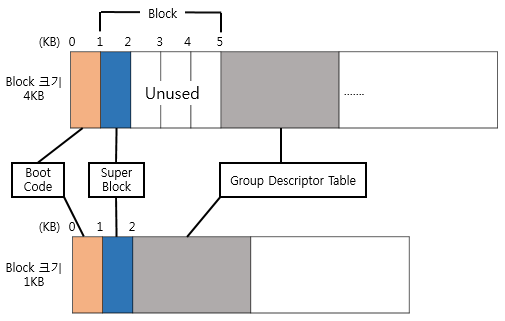 Block
(KB) 0 1 2 3 4 5
Block 크기
4KB
Unused
.......
Boot
Code
Super
Block
Group Descriptor Table
(KB) 0 1 2
Block 크기
1KB